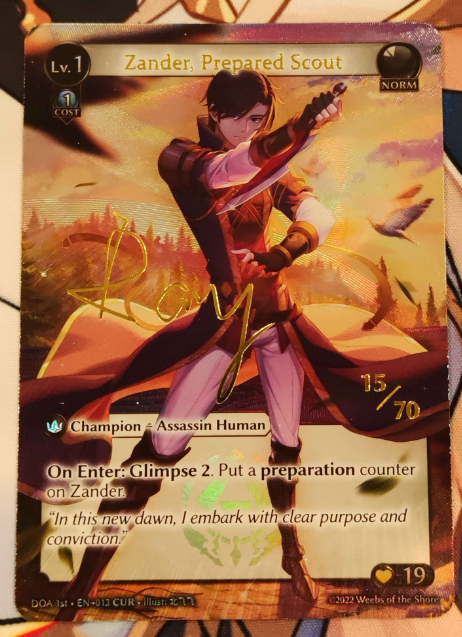 Lv. 1
Zander, Prepared Scout
NORM
1
COST
Ray
15/70
Champion - Assassin Human
On Enter: Glimpse 2. Put a preparation counter
on Zander.
"In this new dawn, I embark with clear purpose and
conviction."
19
DOA 1st • EN-013 CUR • Illust:
©2022 Weebs of the Shore